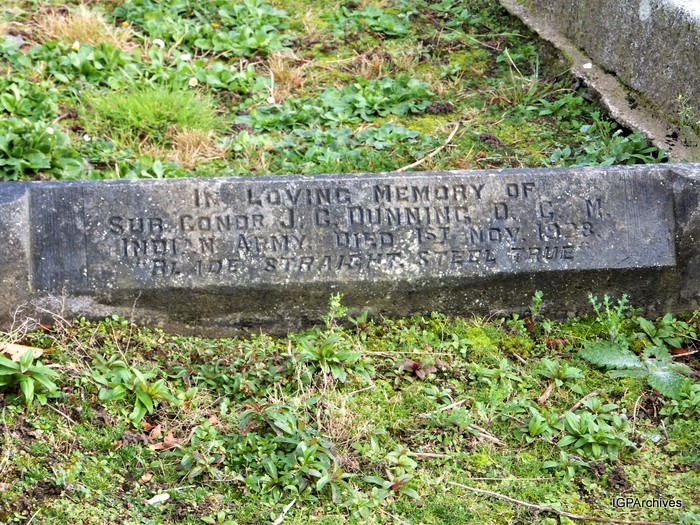 IN LOVING MEMORY OF
SUB CONDR J. G. DUNNING. D. C. M.
INDIAN ARMY. DIED 1ST NOV. 1928
"BLADE STRAIGHT, STEEL TRUE"
IGPArchives